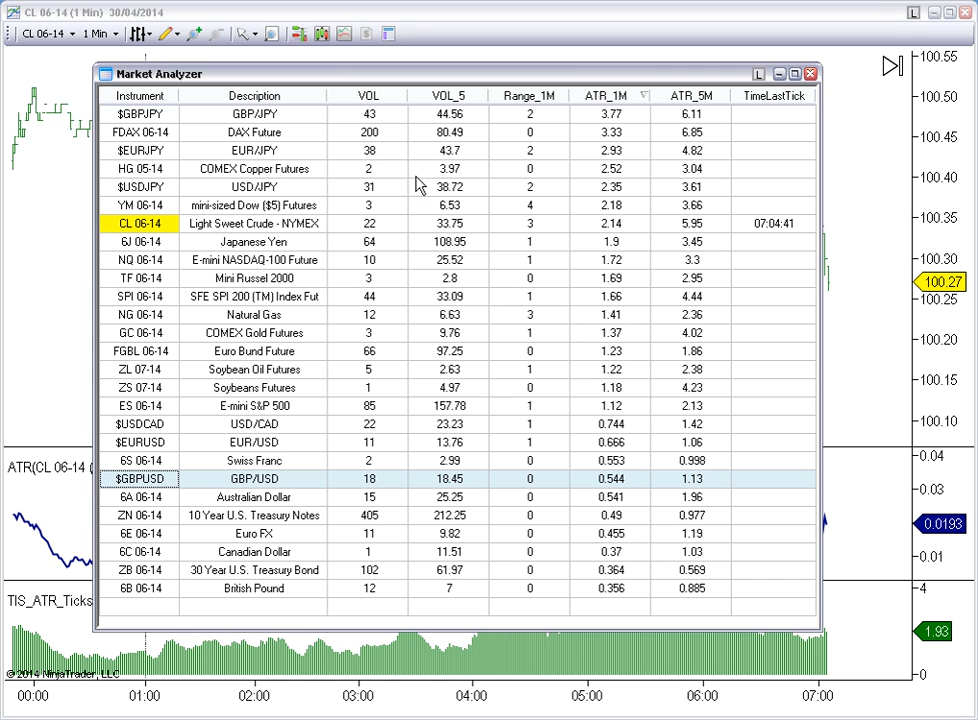 CL 06-14 (1 Min) 30/04/2014
L
CL 06-14 1 Min
Market Analyzer L
Instrument Description VOL VOL_5 Range_1M ATR_1M ATR_5M TimeLastTick
$GBPJPY GBP/JPY 43 44.56 2 3.77 6.11
FDAX 06-14 DAX Future 200 80.49 0 3.33 6.85
$EURJPY EUR/JPY 38 43.7 2 2.93 4.82
HG 05-14 COMEX Copper Futures 2 3.97 0 2.52 3.04
$USDJPY USD/JPY 31 38.72 2 2.35 3.61
YM 06-14 mini-sized Dow ($5) Futures 3 6.53 4 2.18 3.66
CL 06-14 Light Sweet Crude - NYMEX 22 33.75 3 2.14 5.95 07:04:41
6J 06-14 Japanese Yen 64 108.95 1 1.9 3.45
NQ 06-14 E-mini NASDAQ-100 Future 10 25.52 1 1.72 3.3
TF 06-14 Mini Russel 2000 3 2.8 0 1.69 2.95
SPI 06-14 SFE SPI 200 (TM) Index Fut 44 33.09 1 1.66 4.44
NG 06-14 Natural Gas 12 6.63 3 1.41 2.36
GC 06-14 COMEX Gold Futures 3 9.76 1 1.37 4.02
FGBL 06-14 Euro Bund Future 66 97.25 0 1.23 1.86
ZL 07-14 Soybean Oil Futures 5 2.63 1 1.22 2.38
ZS 07-14 Soybeans Futures 1 4.97 0 1.18 4.23
ES 06-14 E-mini S&P 500 85 157.78 1 1.12 2.13
$USDCAD USD/CAD 22 23.23 1 0.744 1.42
$EURUSD EUR/USD 11 13.76 1 0.666 1.06
6S 06-14 Swiss Franc 2 2.99 0 0.553 0.998
$GBPUSD GBP/USD 18 18.45 0 0.544 1.13
6A 06-14 Australian Dollar 15 25.25 0 0.541 1.96
ZN 06-14 10 Year U.S. Treasury Notes 405 212.25 0 0.49 0.977
6E 06-14 Euro FX 11 9.82 0 0.455 1.19
6C 06-14 Canadian Dollar 1 11.51 0 0.37 1.03
ZB 06-14 30 Year U.S. Treasury Bond 102 61.97 0 0.364 0.569
6B 06-14 British Pound 12 7 0 0.356 0.885
100.55
100.50
100.45
100.40
100.35
100.30
100.27
100.25
100.20
100.15
100.10
ATR(CL 06-14 (
0.04
0.03
0.0193
0.01
TIS_ATR_Ticks
4
1.93
0
© 2014 NinjaTrader, LLC
00:00 01:00 02:00 03:00 04:00 05:00 06:00 07:00